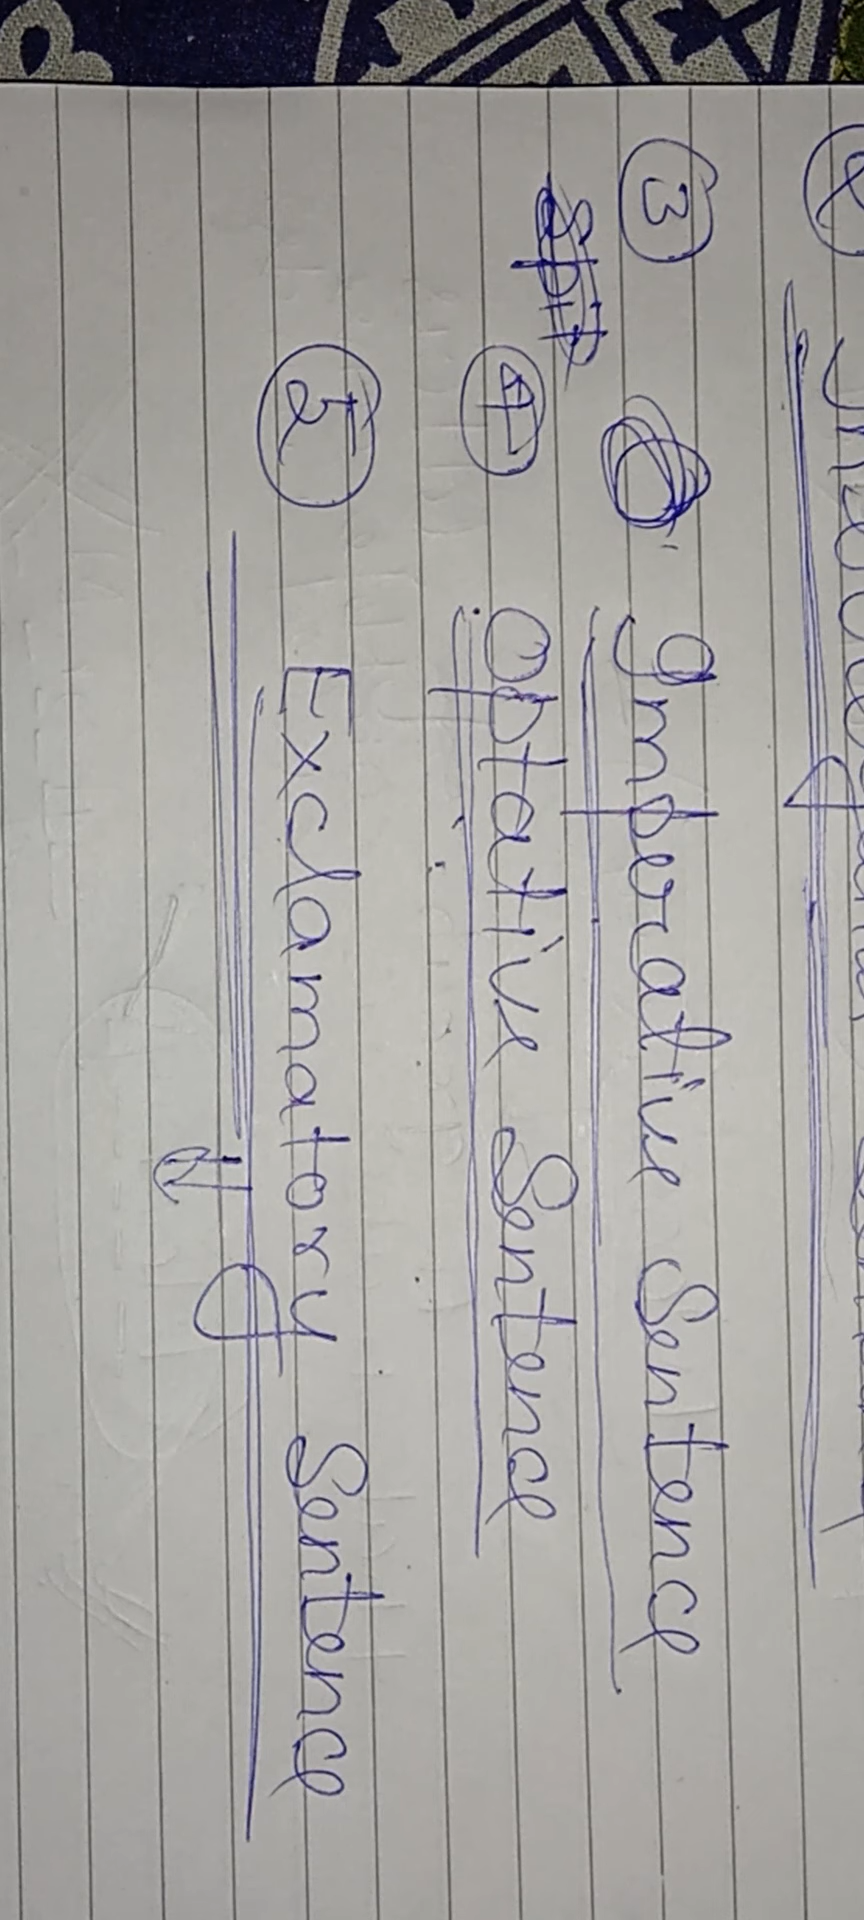 ③ Imperative Sentence
④ Optative Sentence
⑤ Exclamatory Sentence